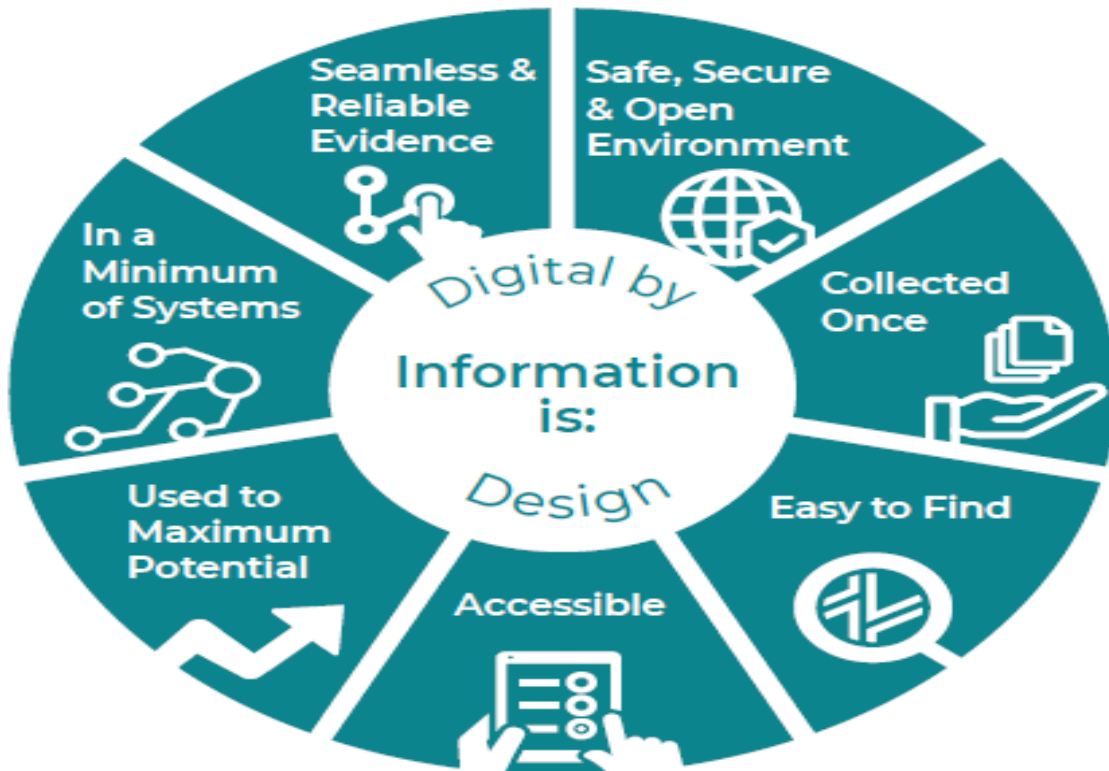 Digital by
Information
is:
Design
Safe, Secure
& Open
Environment
Collected
Once
Easy to Find
Accessible
Used to
Maximum
Potential
In a
Minimum
of Systems
Seamless &
Reliable
Evidence